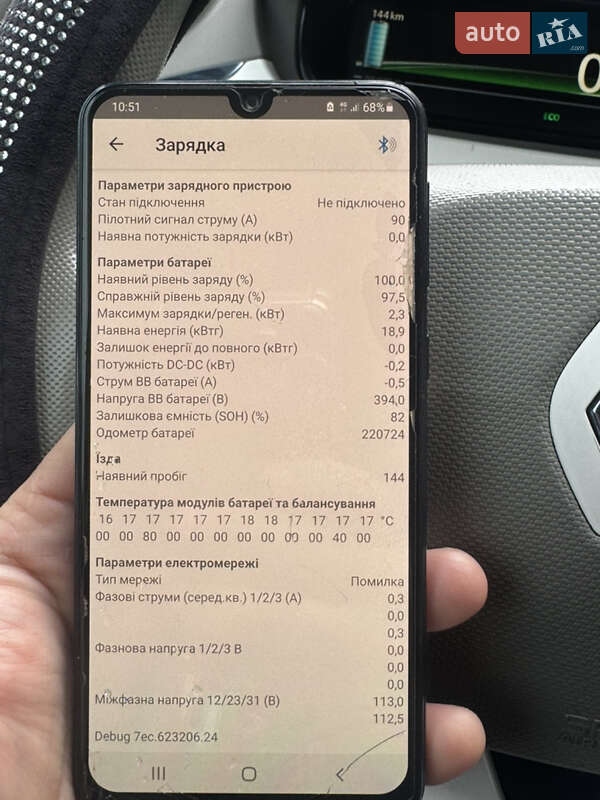 144km
auto RIA .com
0
ECO
10:51 4G 68%
Зарядка
Параметри зарядного пристрою
Стан підключення Не підключено
Пілотний сигнал струму (А) 90
Наявна потужність зарядки (кВт) 0,0
Параметри батареї
Наявний рівень заряду (%) 100,0
Справжній рівень заряду (%) 97,5
Максимум зарядки/реген. (кВт) 2,3
Наявна енергія (кВтг) 18,9
Залишок енергії до повного (кВтг) 0,0
Потужність DC-DC (кВт) -0,2
Струм ВВ батареї (А) -0,5
Напруга ВВ батареї (В) 394,0
Залишкова ємність (SOH) (%) 82
Одометр батареї 220724
Їзда
Наявний пробіг 144
Температура модулів батареї та балансування
16 17 17 17 17 17 18 18 17 17 17 17 °C
00 00 80 00 00 00 00 00 00 00 40 00
Параметри електромережі
Тип мережі Помилка
Фазові струми (серед.кв.) 1/2/3 (А) 0,3
0,0
0,3
Фазнова напруга 1/2/3 В 0,0
0,0
0,0
Міжфазна напруга 12/23/31 (В) 113,0
112,5
Debug 7ec.623206.24